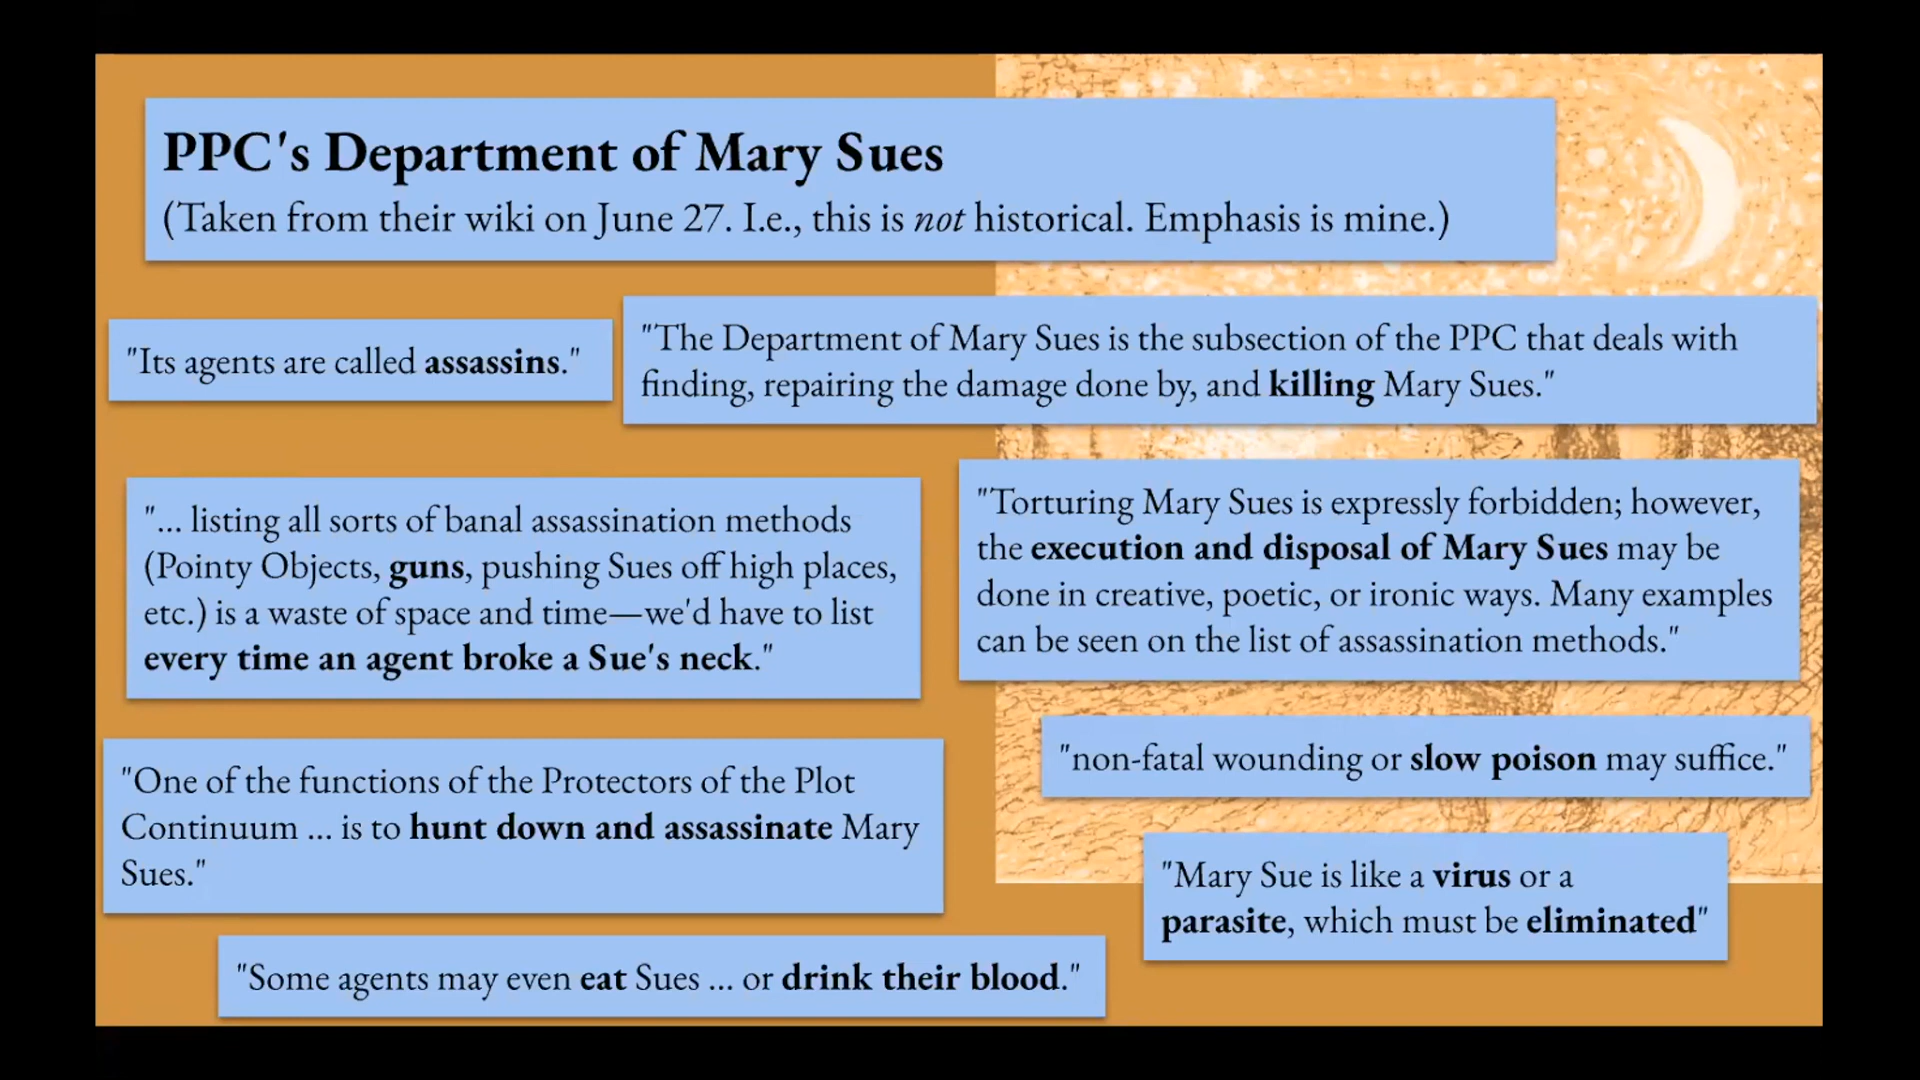 PPC's Department of Mary Sues
(Taken from their wiki on June 27. I.e., this is not historical. Emphasis is mine.)
"Its agents are called assassins."
"The Department of Mary Sues is the subsection of the PPC that deals with
finding, repairing the damage done by, and killing Mary Sues."
"... listing all sorts of banal assassination methods
(Pointy Objects, guns, pushing Sues off high places,
etc.) is a waste of space and time—we'd have to list
every time an agent broke a Sue's neck."
"Torturing Mary Sues is expressly forbidden; however,
the execution and disposal of Mary Sues may be
done in creative, poetic, or ironic ways. Many examples
can be seen on the list of assassination methods."
"One of the functions of the Protectors of the Plot
Continuum ... is to hunt down and assassinate Mary
Sues."
"non-fatal wounding or slow poison may suffice."
"Mary Sue is like a virus or a
parasite, which must be eliminated"
"Some agents may even eat Sues ... or drink their blood."